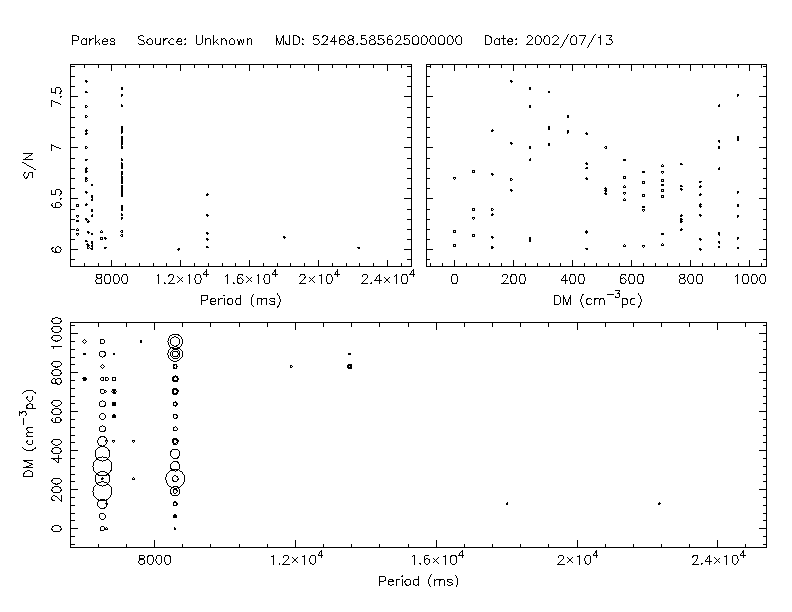 Parkes Source: Unknown MJD: 52468.585625000000 Date: 2002/07/13
S/N
7.5
7
6.5
6
8000 1.2×10⁴ 1.6×10⁴ 2×10⁴ 2.4×10⁴
Period (ms)
0 200 400 600 800 1000
DM (cm⁻³pc)
DM (cm⁻³pc)
1000
800
600
400
200
0
8000 1.2×10⁴ 1.6×10⁴ 2×10⁴ 2.4×10⁴
Period (ms)